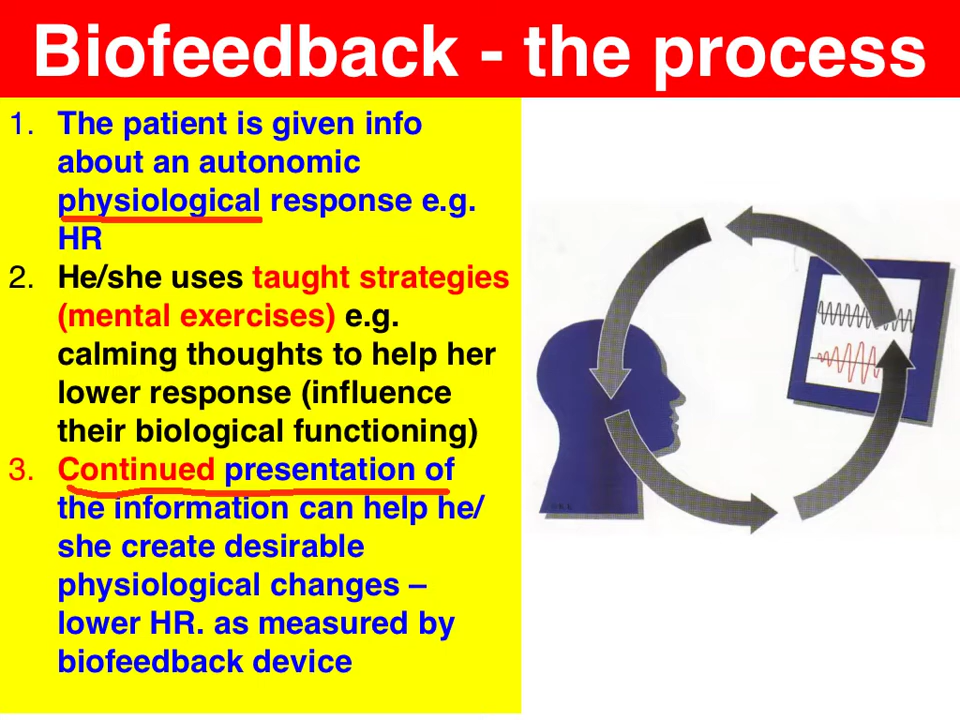 Biofeedback - the process
1. The patient is given info
about an autonomic
physiological response e.g.
HR
2. He/she uses taught strategies
(mental exercises) e.g.
calming thoughts to help her
lower response (influence
their biological functioning)
3. Continued presentation of
the information can help he/
she create desirable
physiological changes –
lower HR. as measured by
biofeedback device